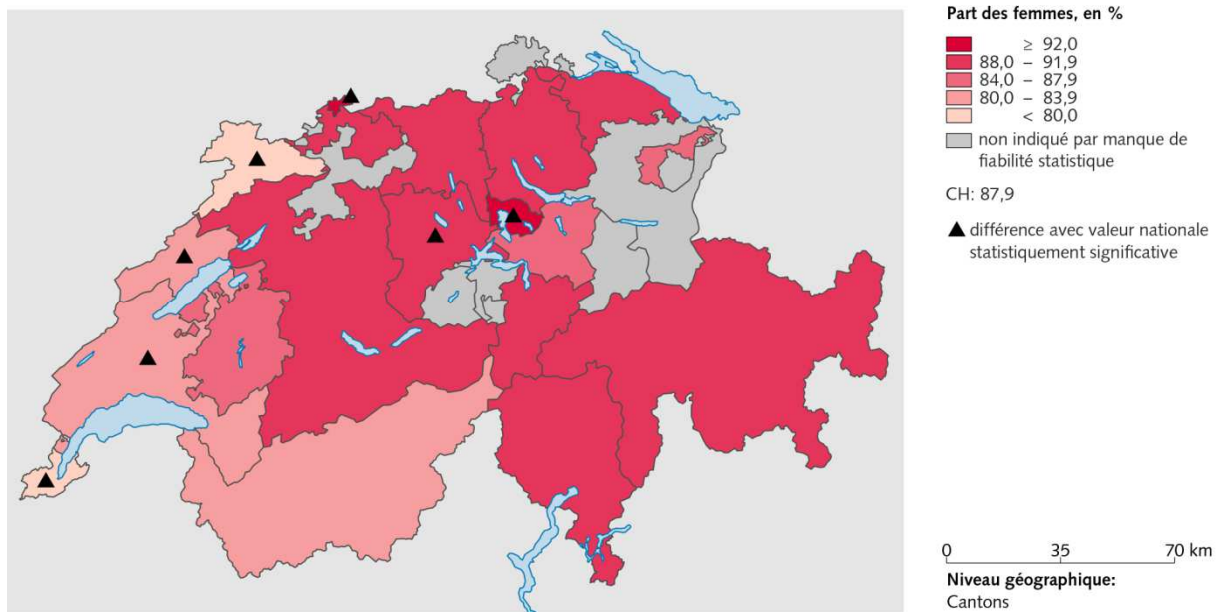 Part des femmes, en %
≥ 92,0
88,0 – 91,9
84,0 – 87,9
80,0 – 83,9
< 80,0
non indiqué par manque de
fiabilité statistique
CH: 87,9
▲ différence avec valeur nationale
statistiquement significative
0 35 70 km
Niveau géographique:
Cantons